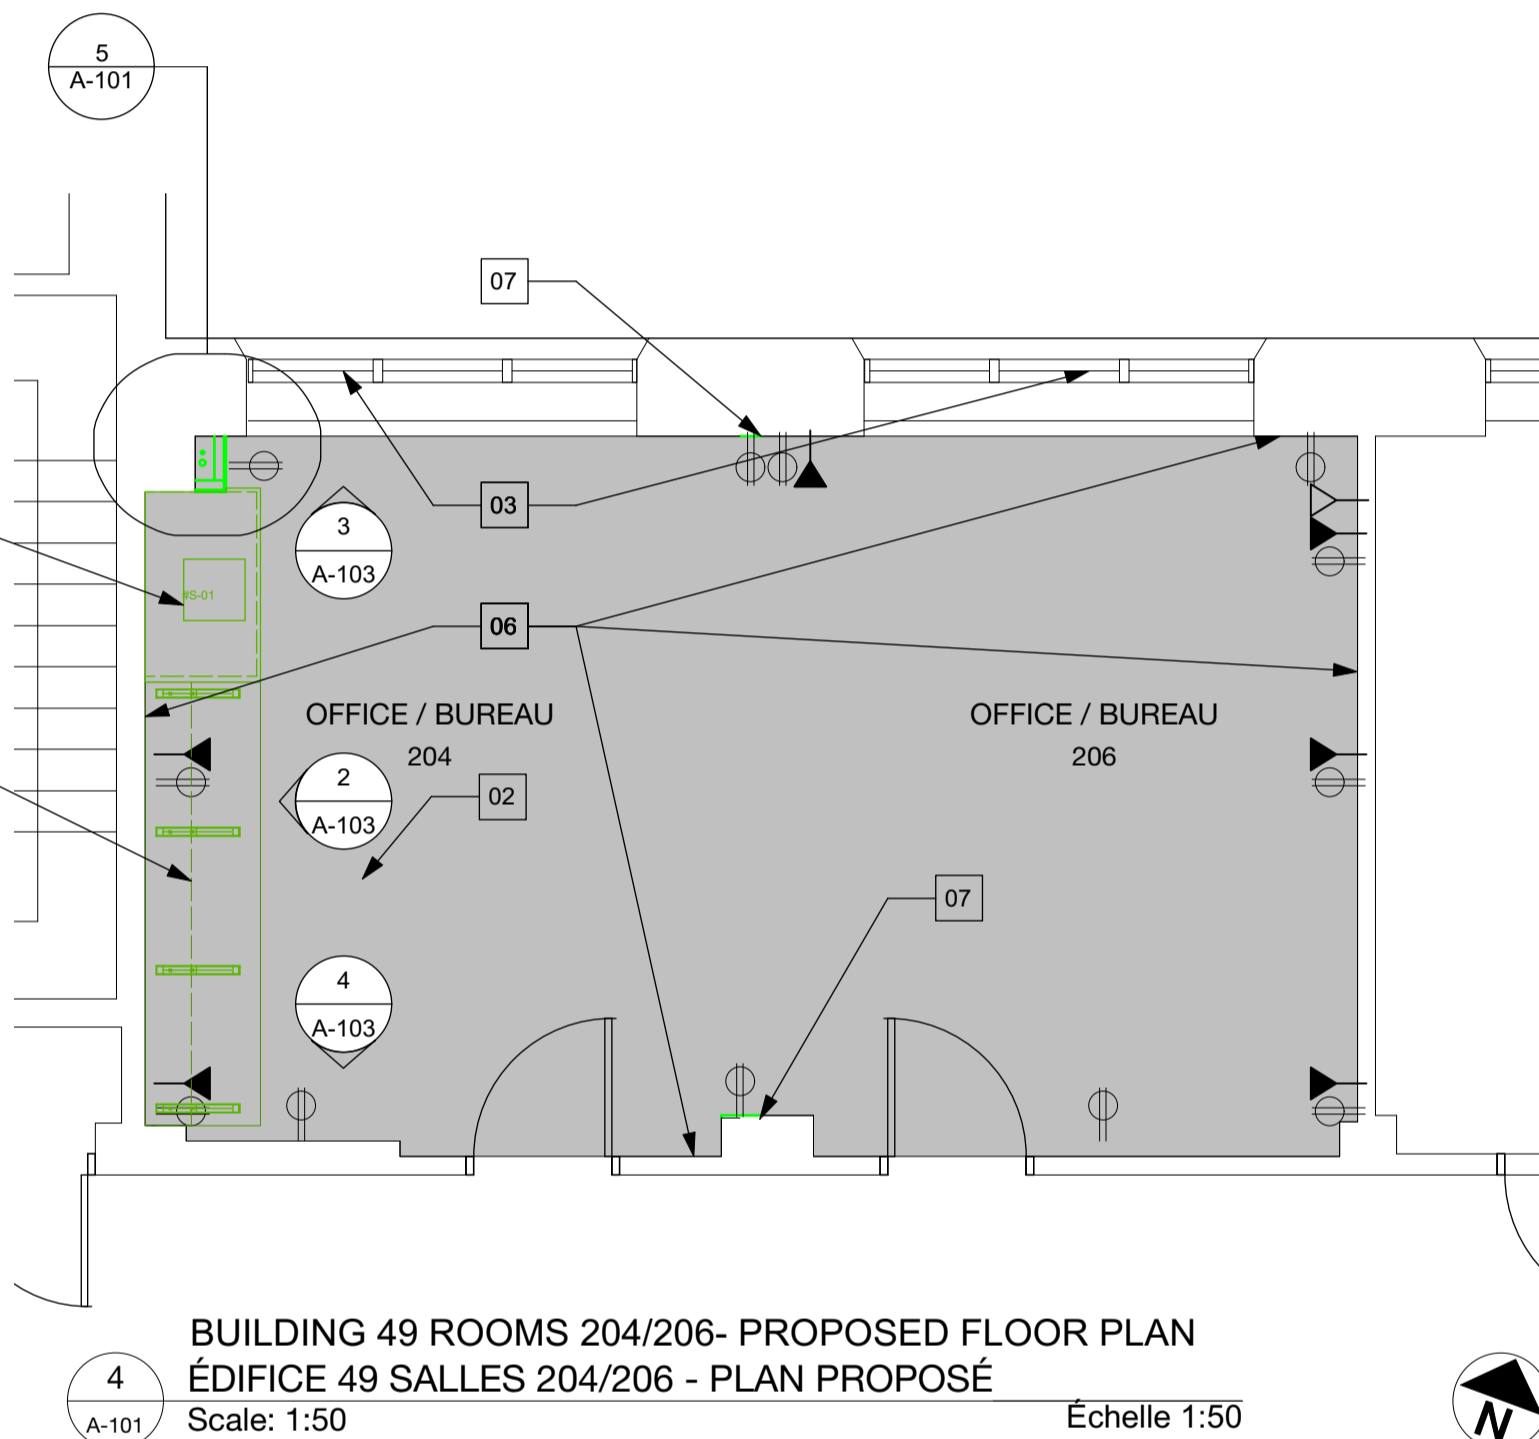 5
A-101
07
03
3
A-103
#S-01
06
OFFICE / BUREAU
204
OFFICE / BUREAU
206
2
A-103
02
07
4
A-103
BUILDING 49 ROOMS 204/206- PROPOSED FLOOR PLAN
ÉDIFICE 49 SALLES 204/206 - PLAN PROPOSÉ
4
A-101
Scale: 1:50
Échelle 1:50
N